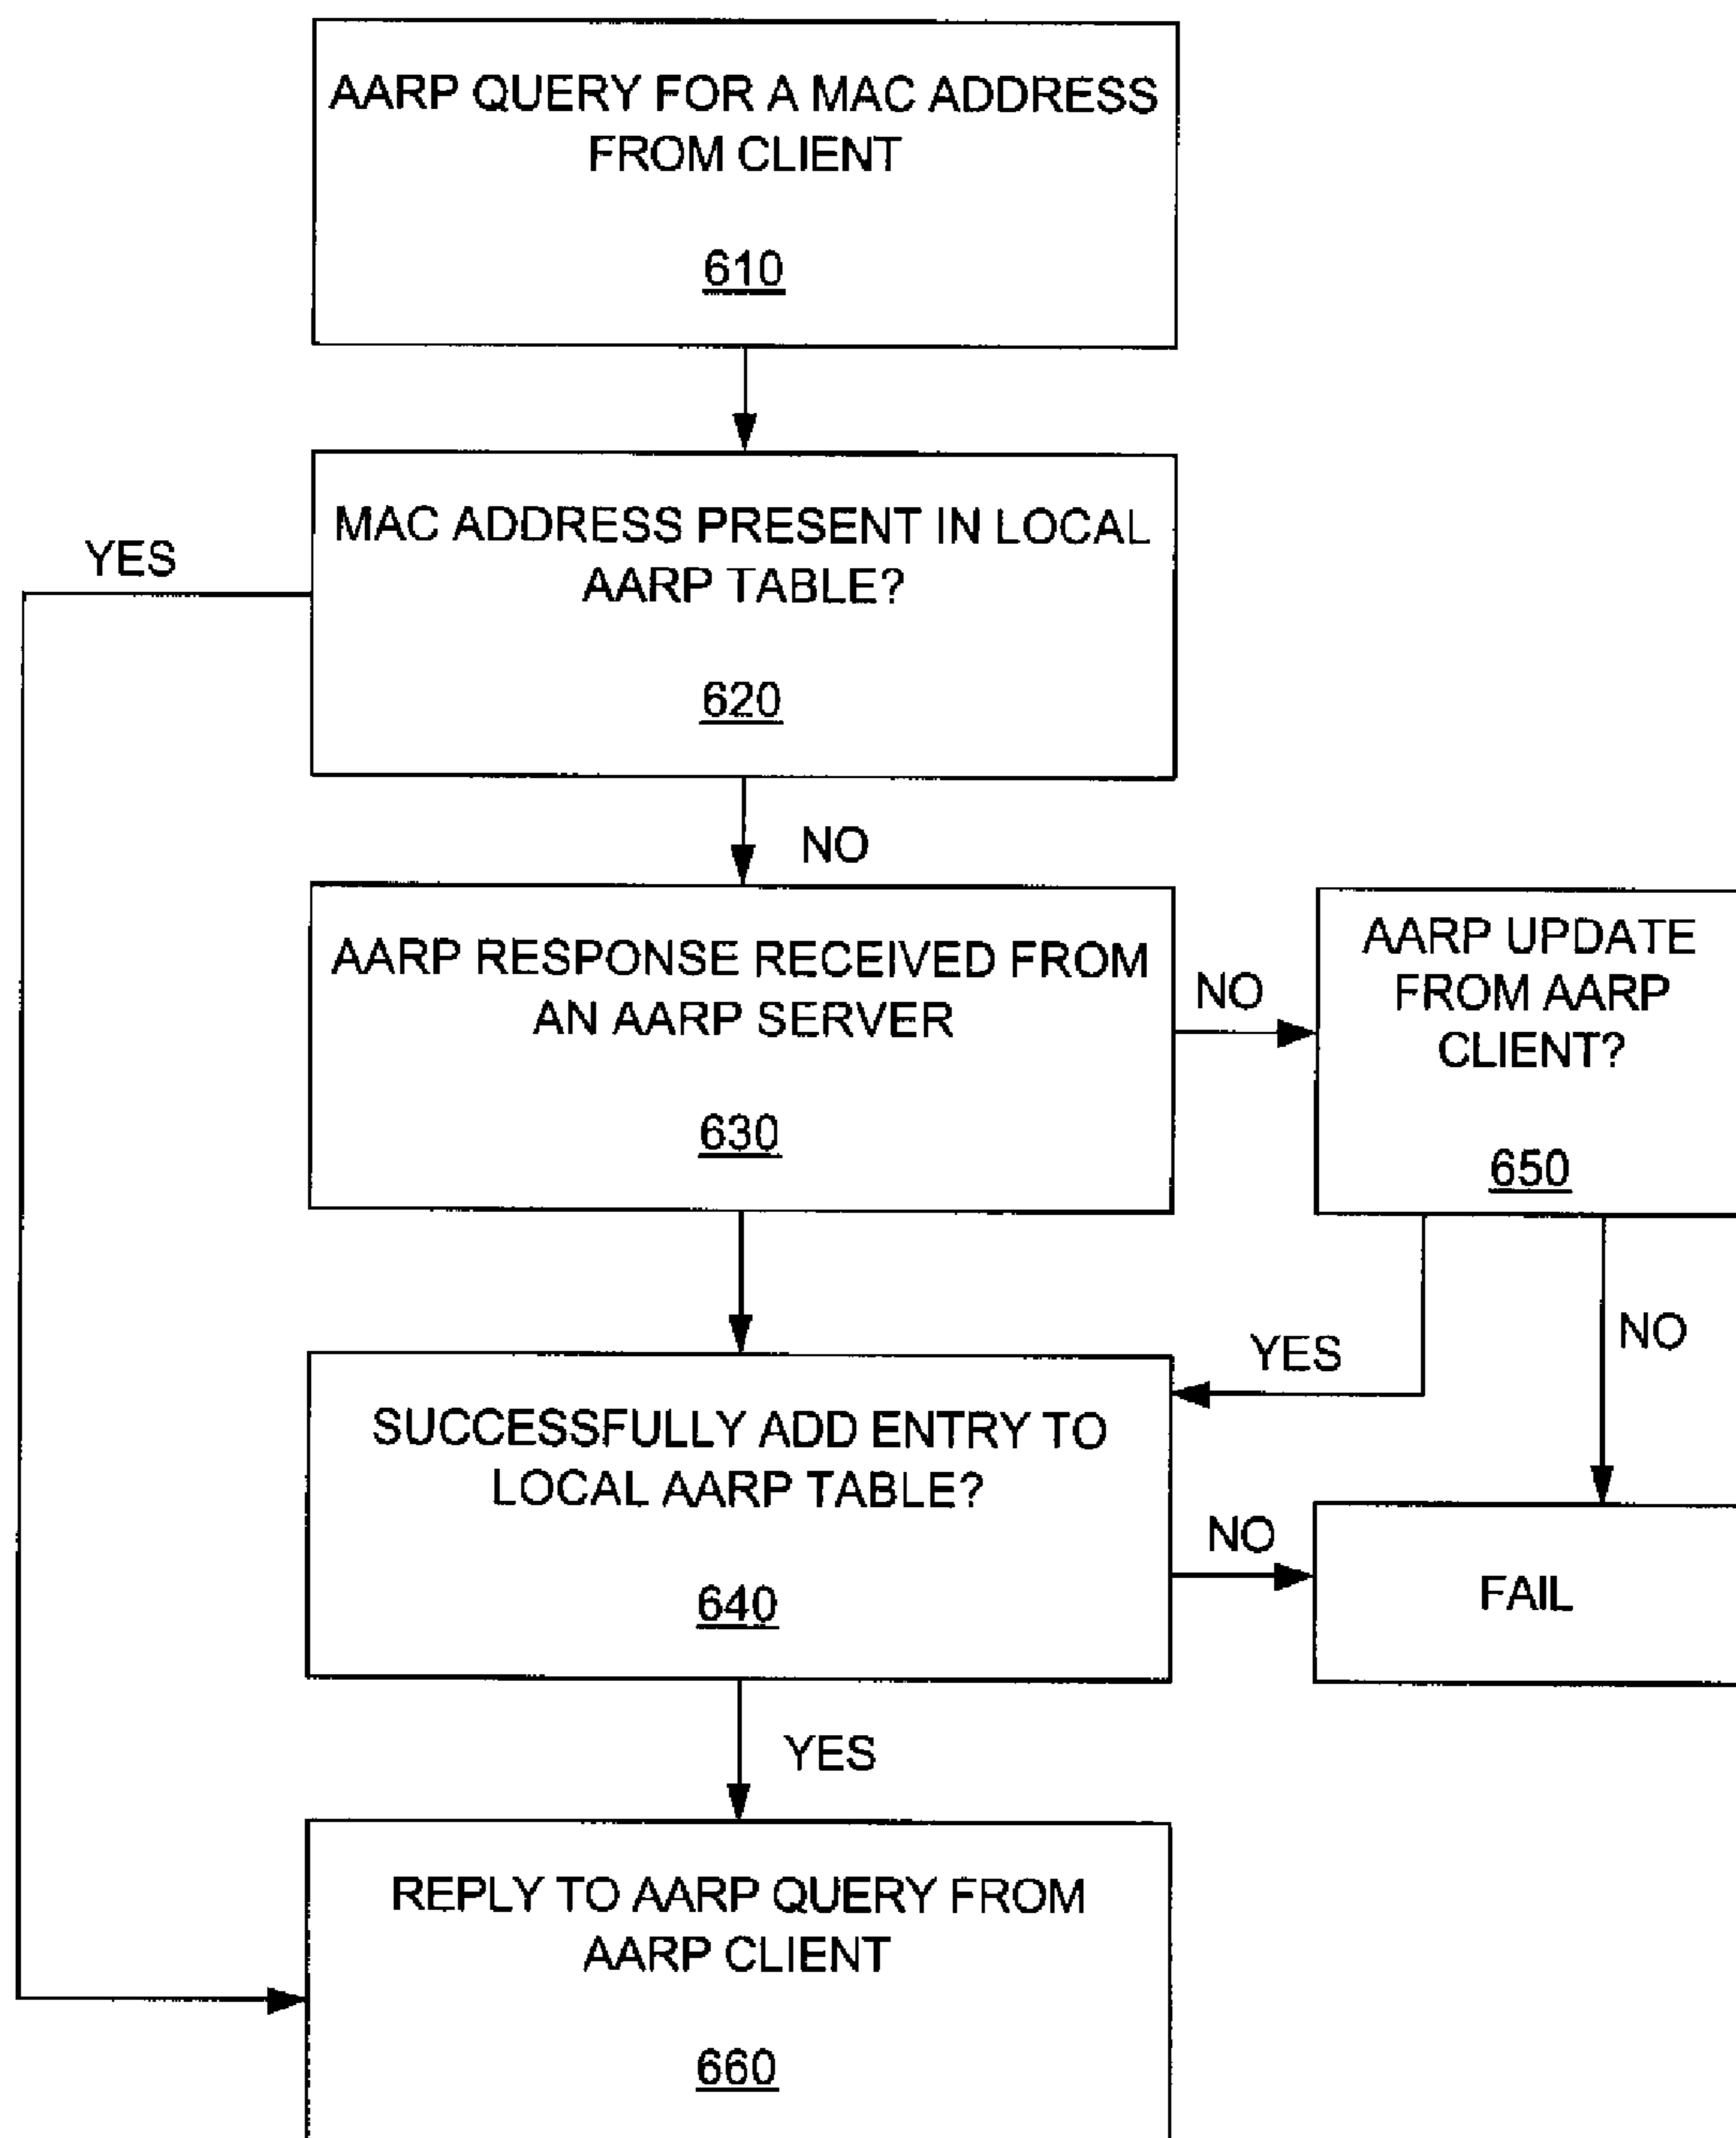 AARP QUERY FOR A MAC ADDRESS
FROM CLIENT
610
MAC ADDRESS PRESENT IN LOCAL
AARP TABLE?
620
YES
NO
AARP RESPONSE RECEIVED FROM
AN AARP SERVER
630
NO
AARP UPDATE
FROM AARP
CLIENT?
650
YES
NO
SUCCESSFULLY ADD ENTRY TO
LOCAL AARP TABLE?
640
NO
FAIL
YES
REPLY TO AARP QUERY FROM
AARP CLIENT
660